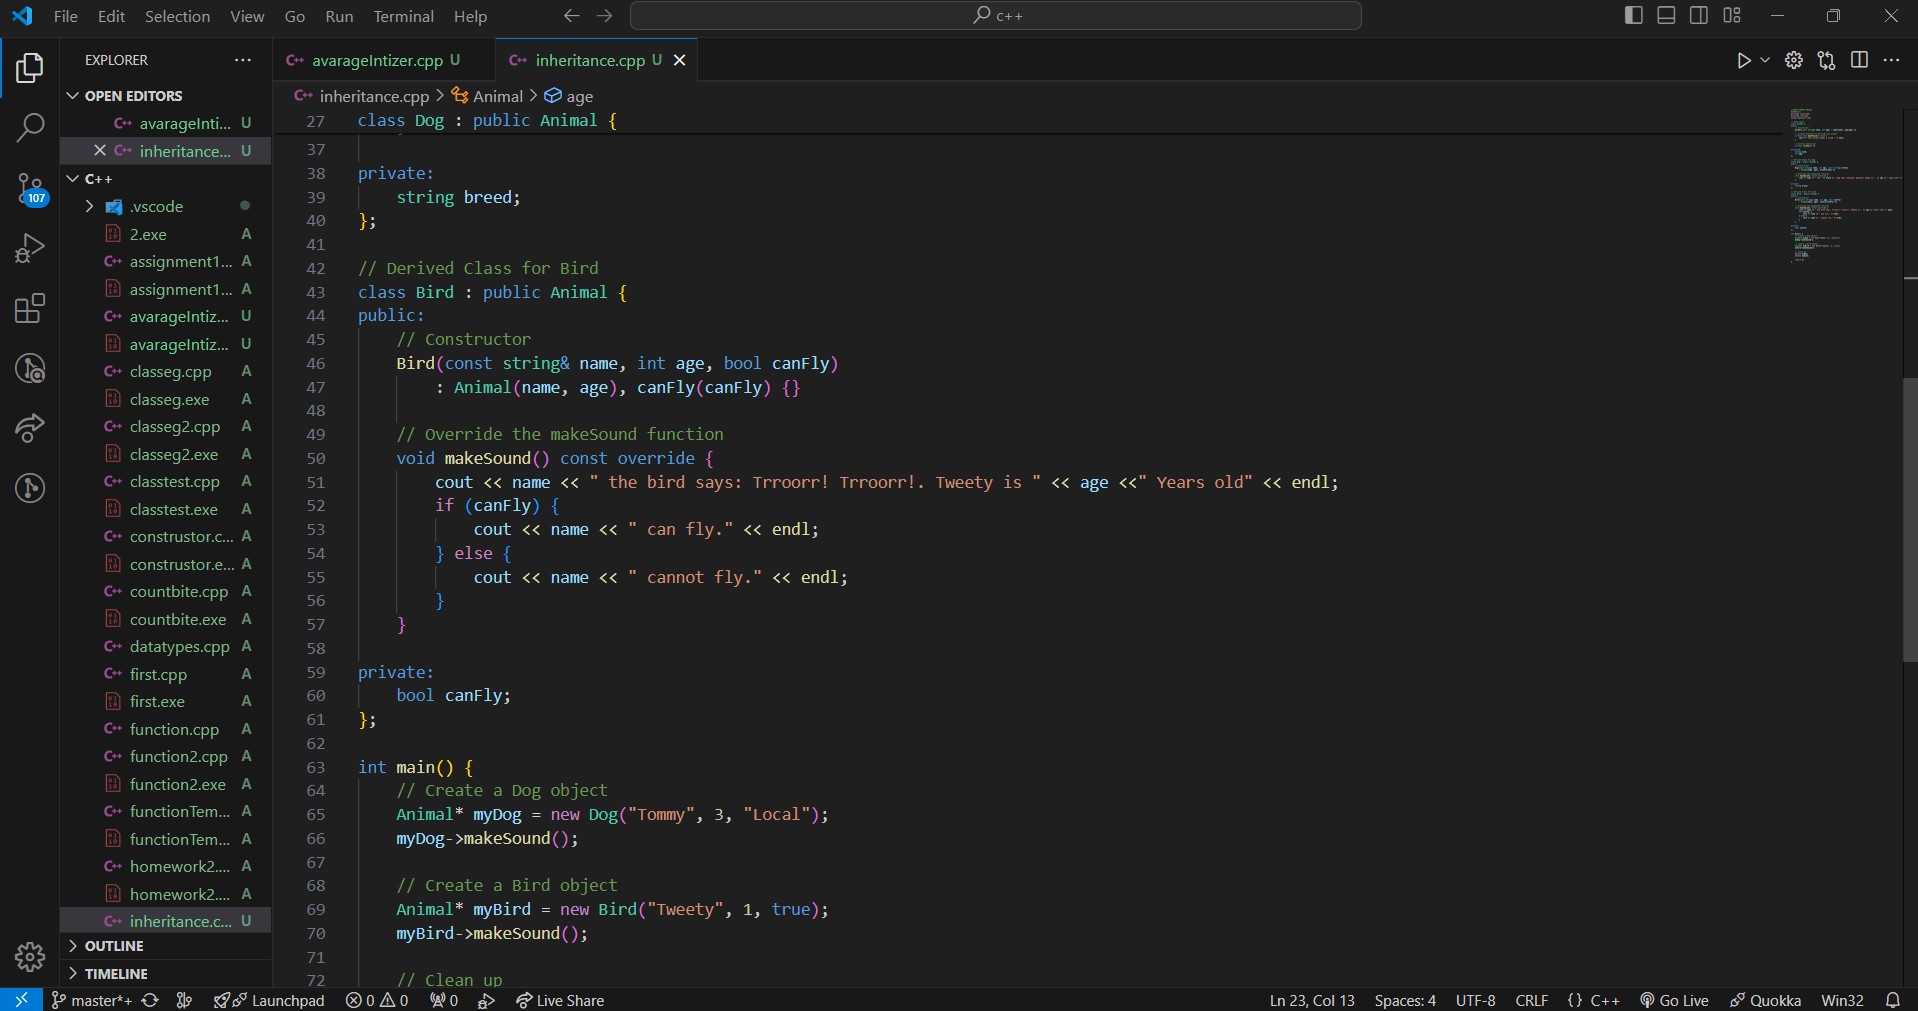 File Edit Selection View Go Run Terminal Help
c++
EXPLORER
OPEN EDITORS
avarageInti... U
inheritance... U
C++
.vscode
2.exe A
assignment1... A
assignment1... A
avarageIntiz... U
avarageIntiz... U
classeg.cpp A
classeg.exe A
classeg2.cpp A
classeg2.exe A
classtest.cpp A
classtest.exe A
construstor.c... A
construstor.e... A
countbite.cpp A
countbite.exe A
datatypes.cpp A
first.cpp A
first.exe A
function.cpp A
function2.cpp A
function2.exe A
functionTem... A
functionTem... A
homework2.... A
homework2.... A
inheritance.c... U
OUTLINE
TIMELINE
107
avarageIntizer.cpp U
inheritance.cpp U
inheritance.cpp > Animal > age
27 class Dog : public Animal {
37
38 private:
39 string breed;
40 };
41
42 // Derived Class for Bird
43 class Bird : public Animal {
44 public:
45 // Constructor
46 Bird(const string& name, int age, bool canFly)
47 : Animal(name, age), canFly(canFly) {}
48
49 // Override the makeSound function
50 void makeSound() const override {
51 cout << name << " the bird says: Trroorr! Trroorr!. Tweety is " << age <<" Years old" << endl;
52 if (canFly) {
53 cout << name << " can fly." << endl;
54 } else {
55 cout << name << " cannot fly." << endl;
56 }
57 }
58
59 private:
60 bool canFly;
61 };
62
63 int main() {
64 // Create a Dog object
65 Animal* myDog = new Dog("Tommy", 3, "Local");
66 myDog->makeSound();
67
68 // Create a Bird object
69 Animal* myBird = new Bird("Tweety", 1, true);
70 myBird->makeSound();
71
72 // Clean up
master*+ Launchpad 0 0 0 Live Share Ln 23, Col 13 Spaces: 4 UTF-8 CRLF {} C++ Go Live Quokka Win32